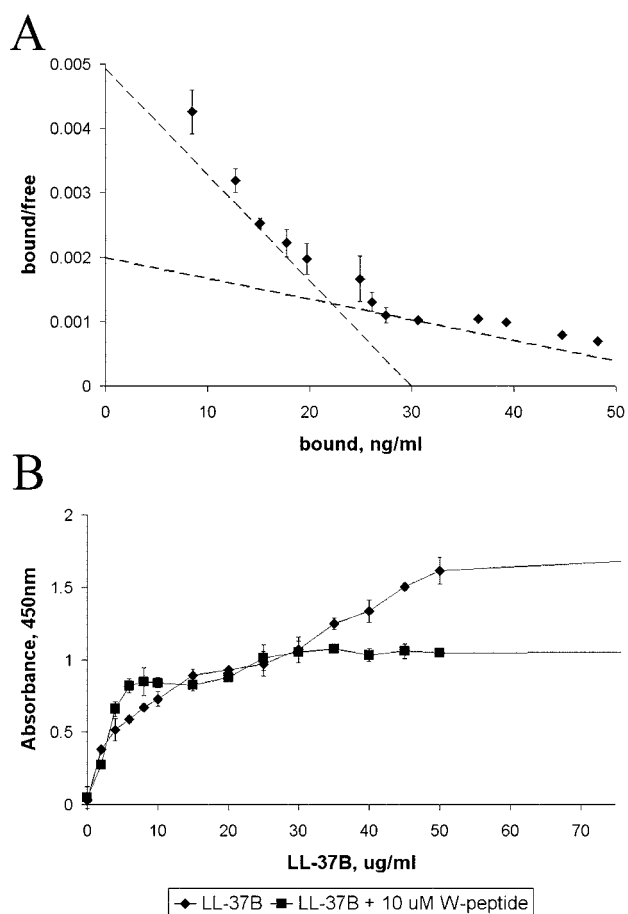 A
0.005
0.004
0.003
0.002
0.001
0
bound/free
0 10 20 30 40 50
bound, ng/ml
B
2
1.5
1
0.5
0
Absorbance, 450nm
0 10 20 30 40 50 60 70
LL-37B, ug/ml
LL-37B LL-37B + 10 uM W-peptide